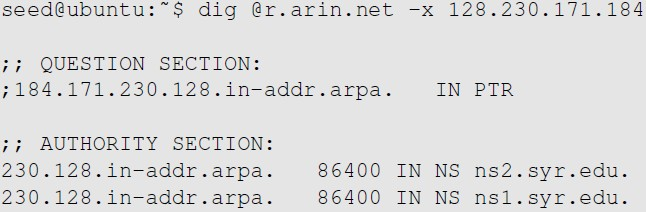 seed@ubuntu:~$ dig @r.arin.net -x 128.230.171.184
;; QUESTION SECTION:
;184.171.230.128.in-addr.arpa. IN PTR
;; AUTHORITY SECTION:
230.128.in-addr.arpa. 86400 IN NS ns2.syr.edu.
230.128.in-addr.arpa. 86400 IN NS ns1.syr.edu.